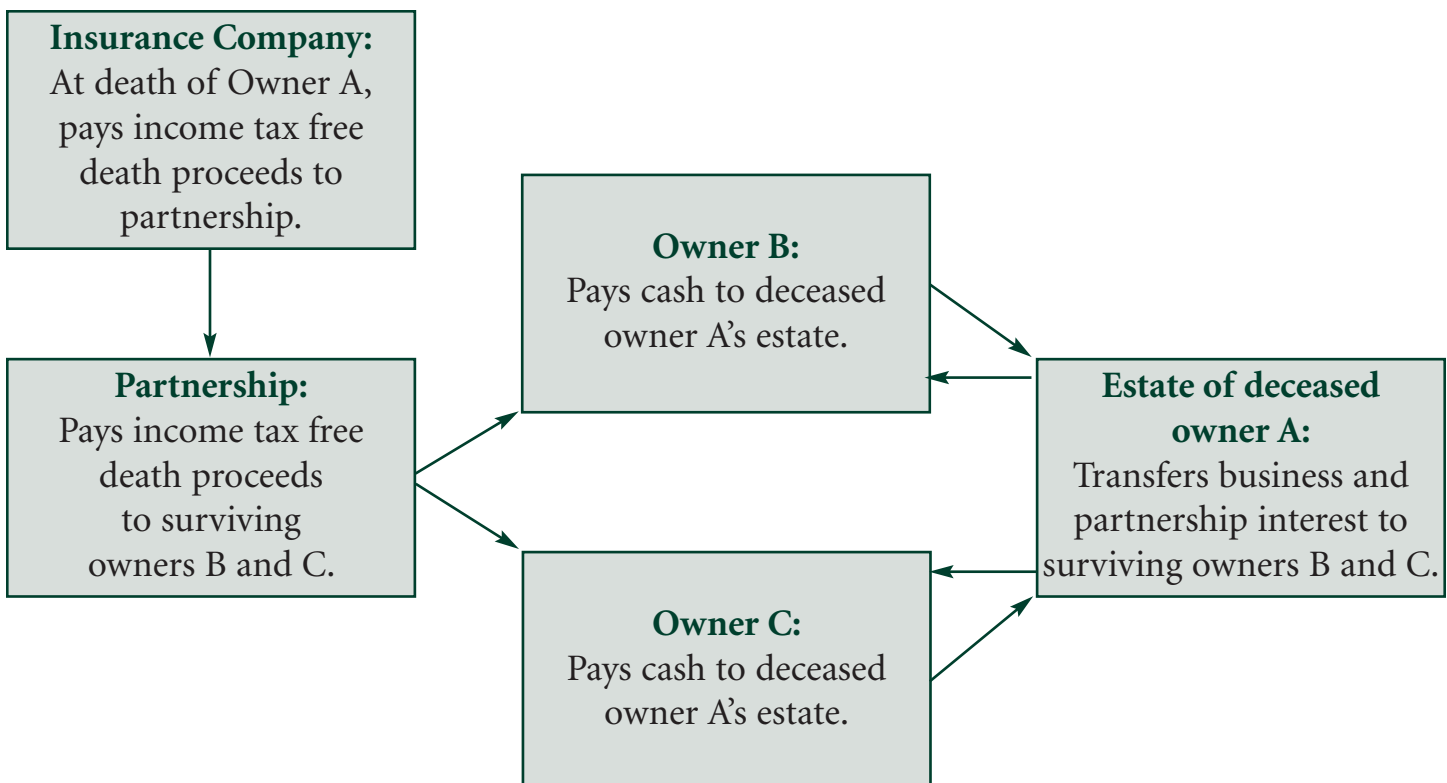 Insurance Company:
At death of Owner A,
pays income tax free
death proceeds to
partnership.
Partnership:
Pays income tax free
death proceeds
to surviving
owners B and C.
Owner B:
Pays cash to deceased
owner A’s estate.
Owner C:
Pays cash to deceased
owner A’s estate.
Estate of deceased
owner A:
Transfers business and
partnership interest to
surviving owners B and C.